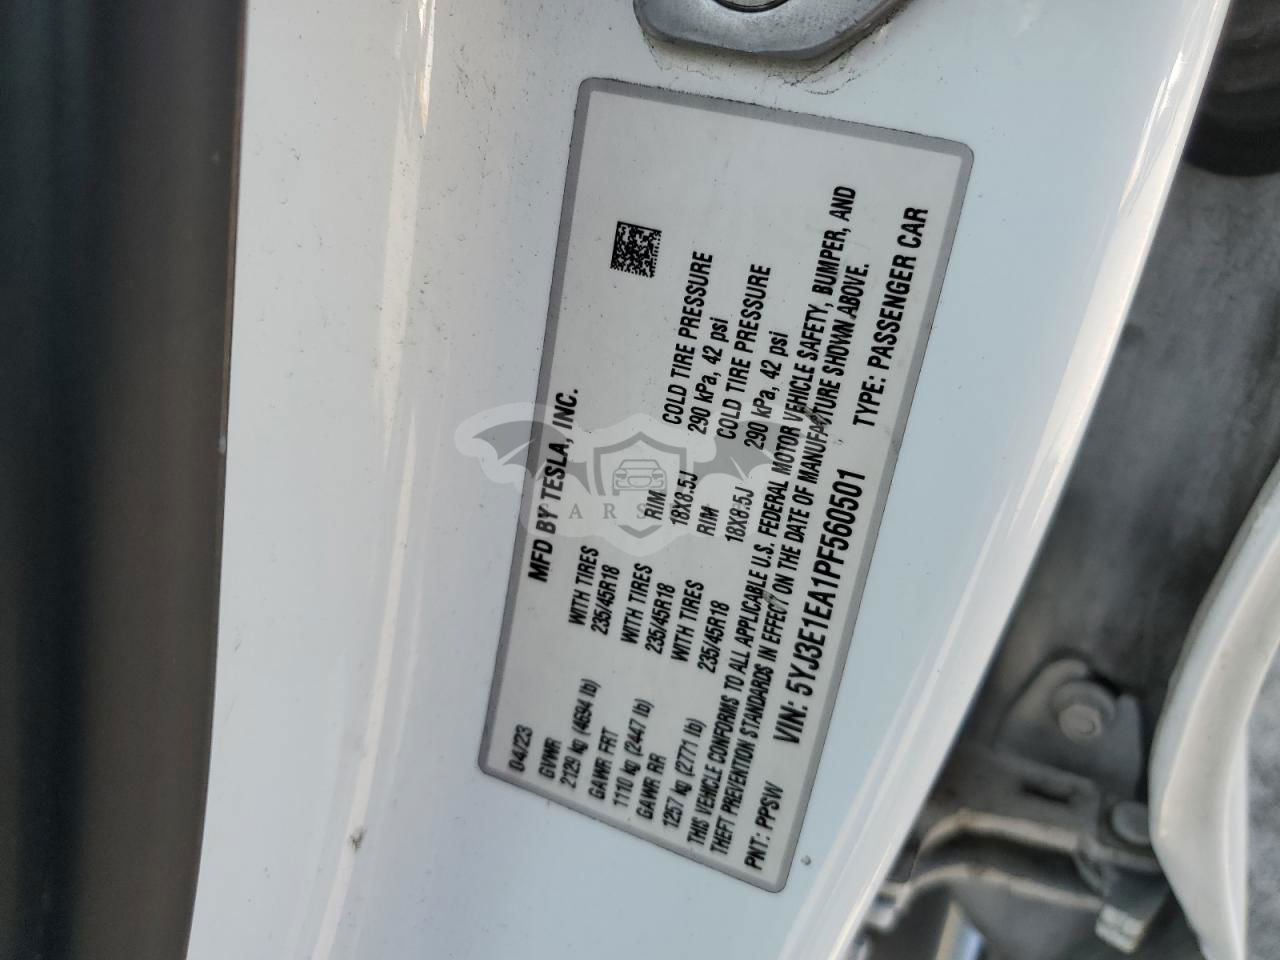 MFD BY TESLA, INC.
04/23
GVWR
2129 kg (4694 lb)
GAWR FRT WITH TIRES RIM COLD TIRE PRESSURE
1110 kg (2447 lb) 235/45R18 18X8.5J 290 kPa, 42 psi
GAWR RR WITH TIRES RIM COLD TIRE PRESSURE
1257 kg (2771 lb) 235/45R18 18X8.5J 290 kPa, 42 psi
WITH TIRES
235/45R18
THIS VEHICLE CONFORMS TO ALL APPLICABLE U.S. FEDERAL MOTOR VEHICLE SAFETY, BUMPER, AND
THEFT PREVENTION STANDARDS IN EFFECT ON THE DATE OF MANUFACTURE SHOWN ABOVE.
PNT: PPSW VIN: 5YJ3E1EA1PF560501 TYPE: PASSENGER CAR
CARS